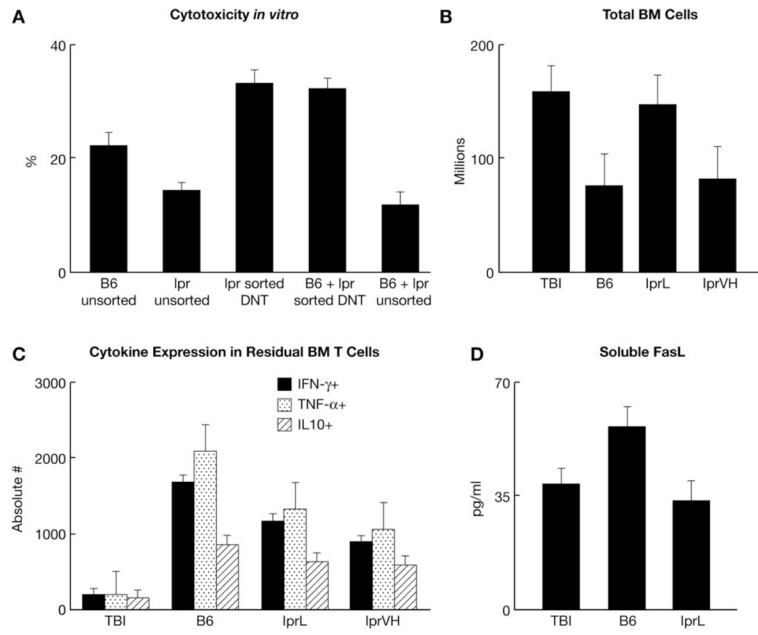 A
Cytotoxicity in vitro
40
20
0
%
B6
unsorted
lpr
unsorted
lpr sorted
DNT
B6 + lpr
sorted DNT
B6 + lpr
unsorted
B
Total BM Cells
200
100
0
Millions
TBI
B6
lprL
lprVH
C
Cytokine Expression in Residual BM T Cells
3000
2000
1000
0
Absolute #
IFN-γ+
TNF-α+
IL10+
TBI
B6
lprL
lprVH
D
Soluble FasL
70
35
0
pg/ml
TBI
B6
lprL